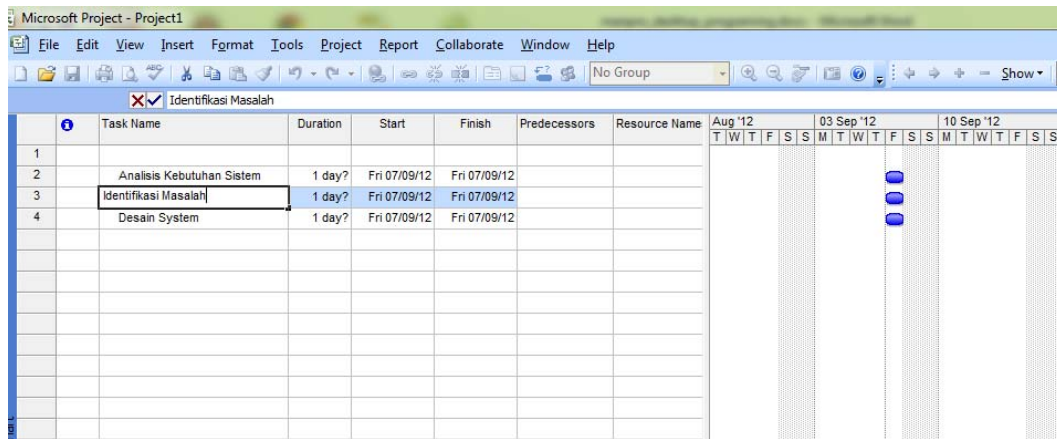 Microsoft Project - Project1
File Edit View Insert Format Tools Project Report Collaborate Window Help
No Group Show
Identifikasi Masalah
Task Name Duration Start Finish Predecessors Resource Name Aug '12 03 Sep '12 10 Sep '12
T W T F S S M T W T F S S M T W T F S S
1
2 Analisis Kebutuhan Sistem 1 day? Fri 07/09/12 Fri 07/09/12
3 Identifikasi Masalah 1 day? Fri 07/09/12 Fri 07/09/12
4 Desain System 1 day? Fri 07/09/12 Fri 07/09/12